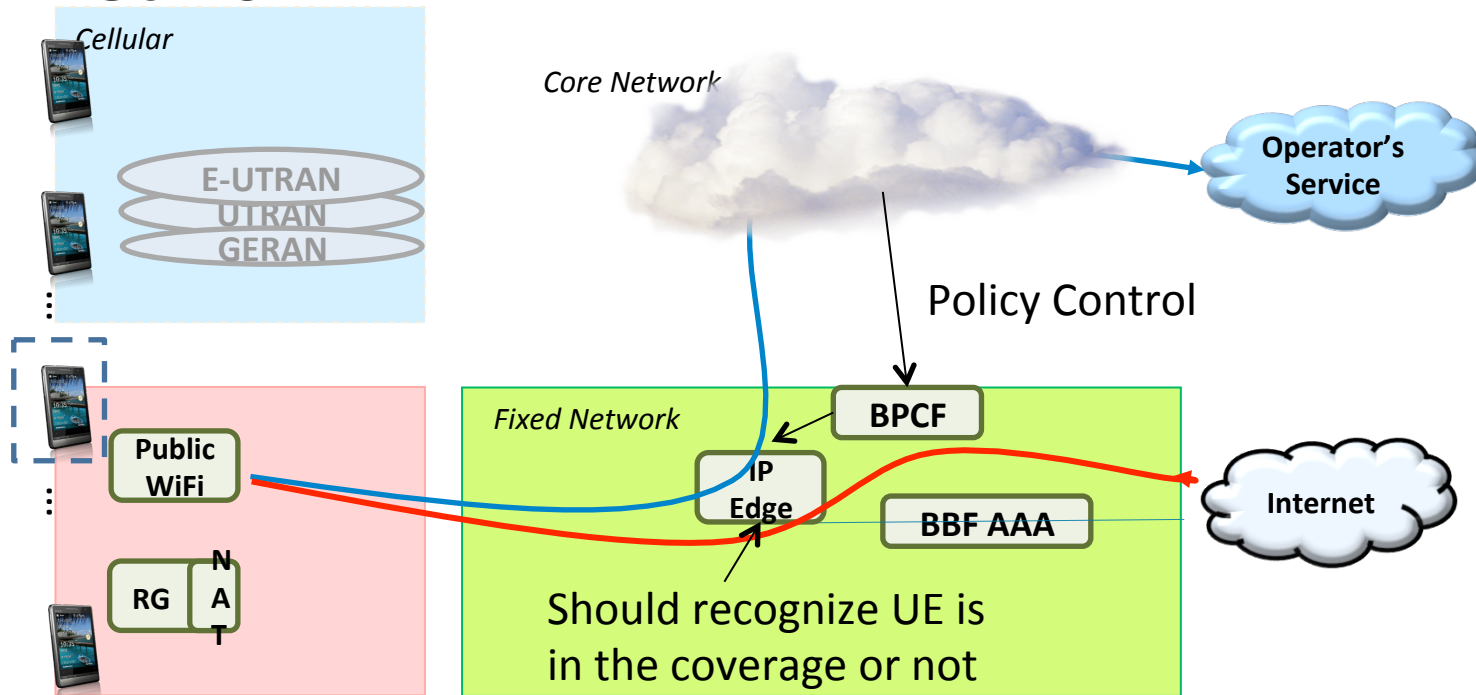 Cellular
Core Network
E-UTRAN
UTRAN
GERAN
Operator's
Service
Policy Control
...
Fixed Network
BPCF
Public
WiFi
IP
Edge
BBF AAA
Internet
...
RG
N
A
T
Should recognize UE is
in the coverage or not